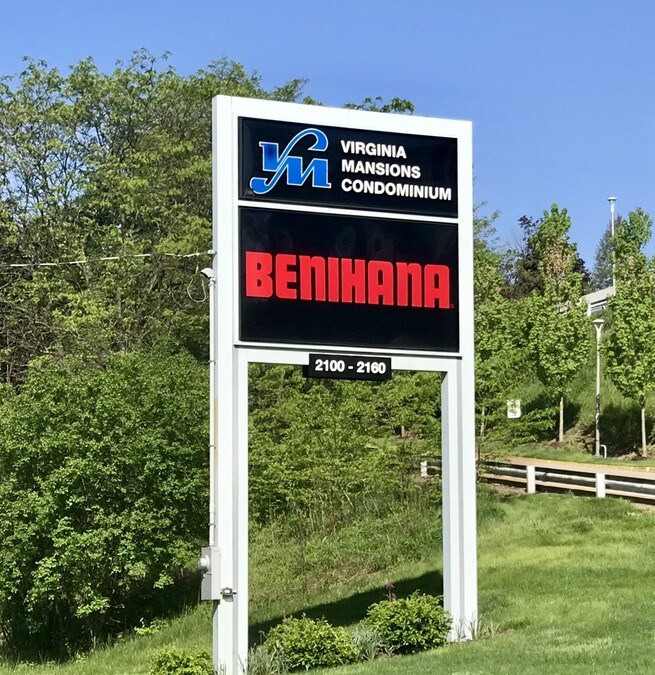 VM VIRGINIA
MANSIONS
CONDOMINIUM
BENIHANA
2100 - 2160